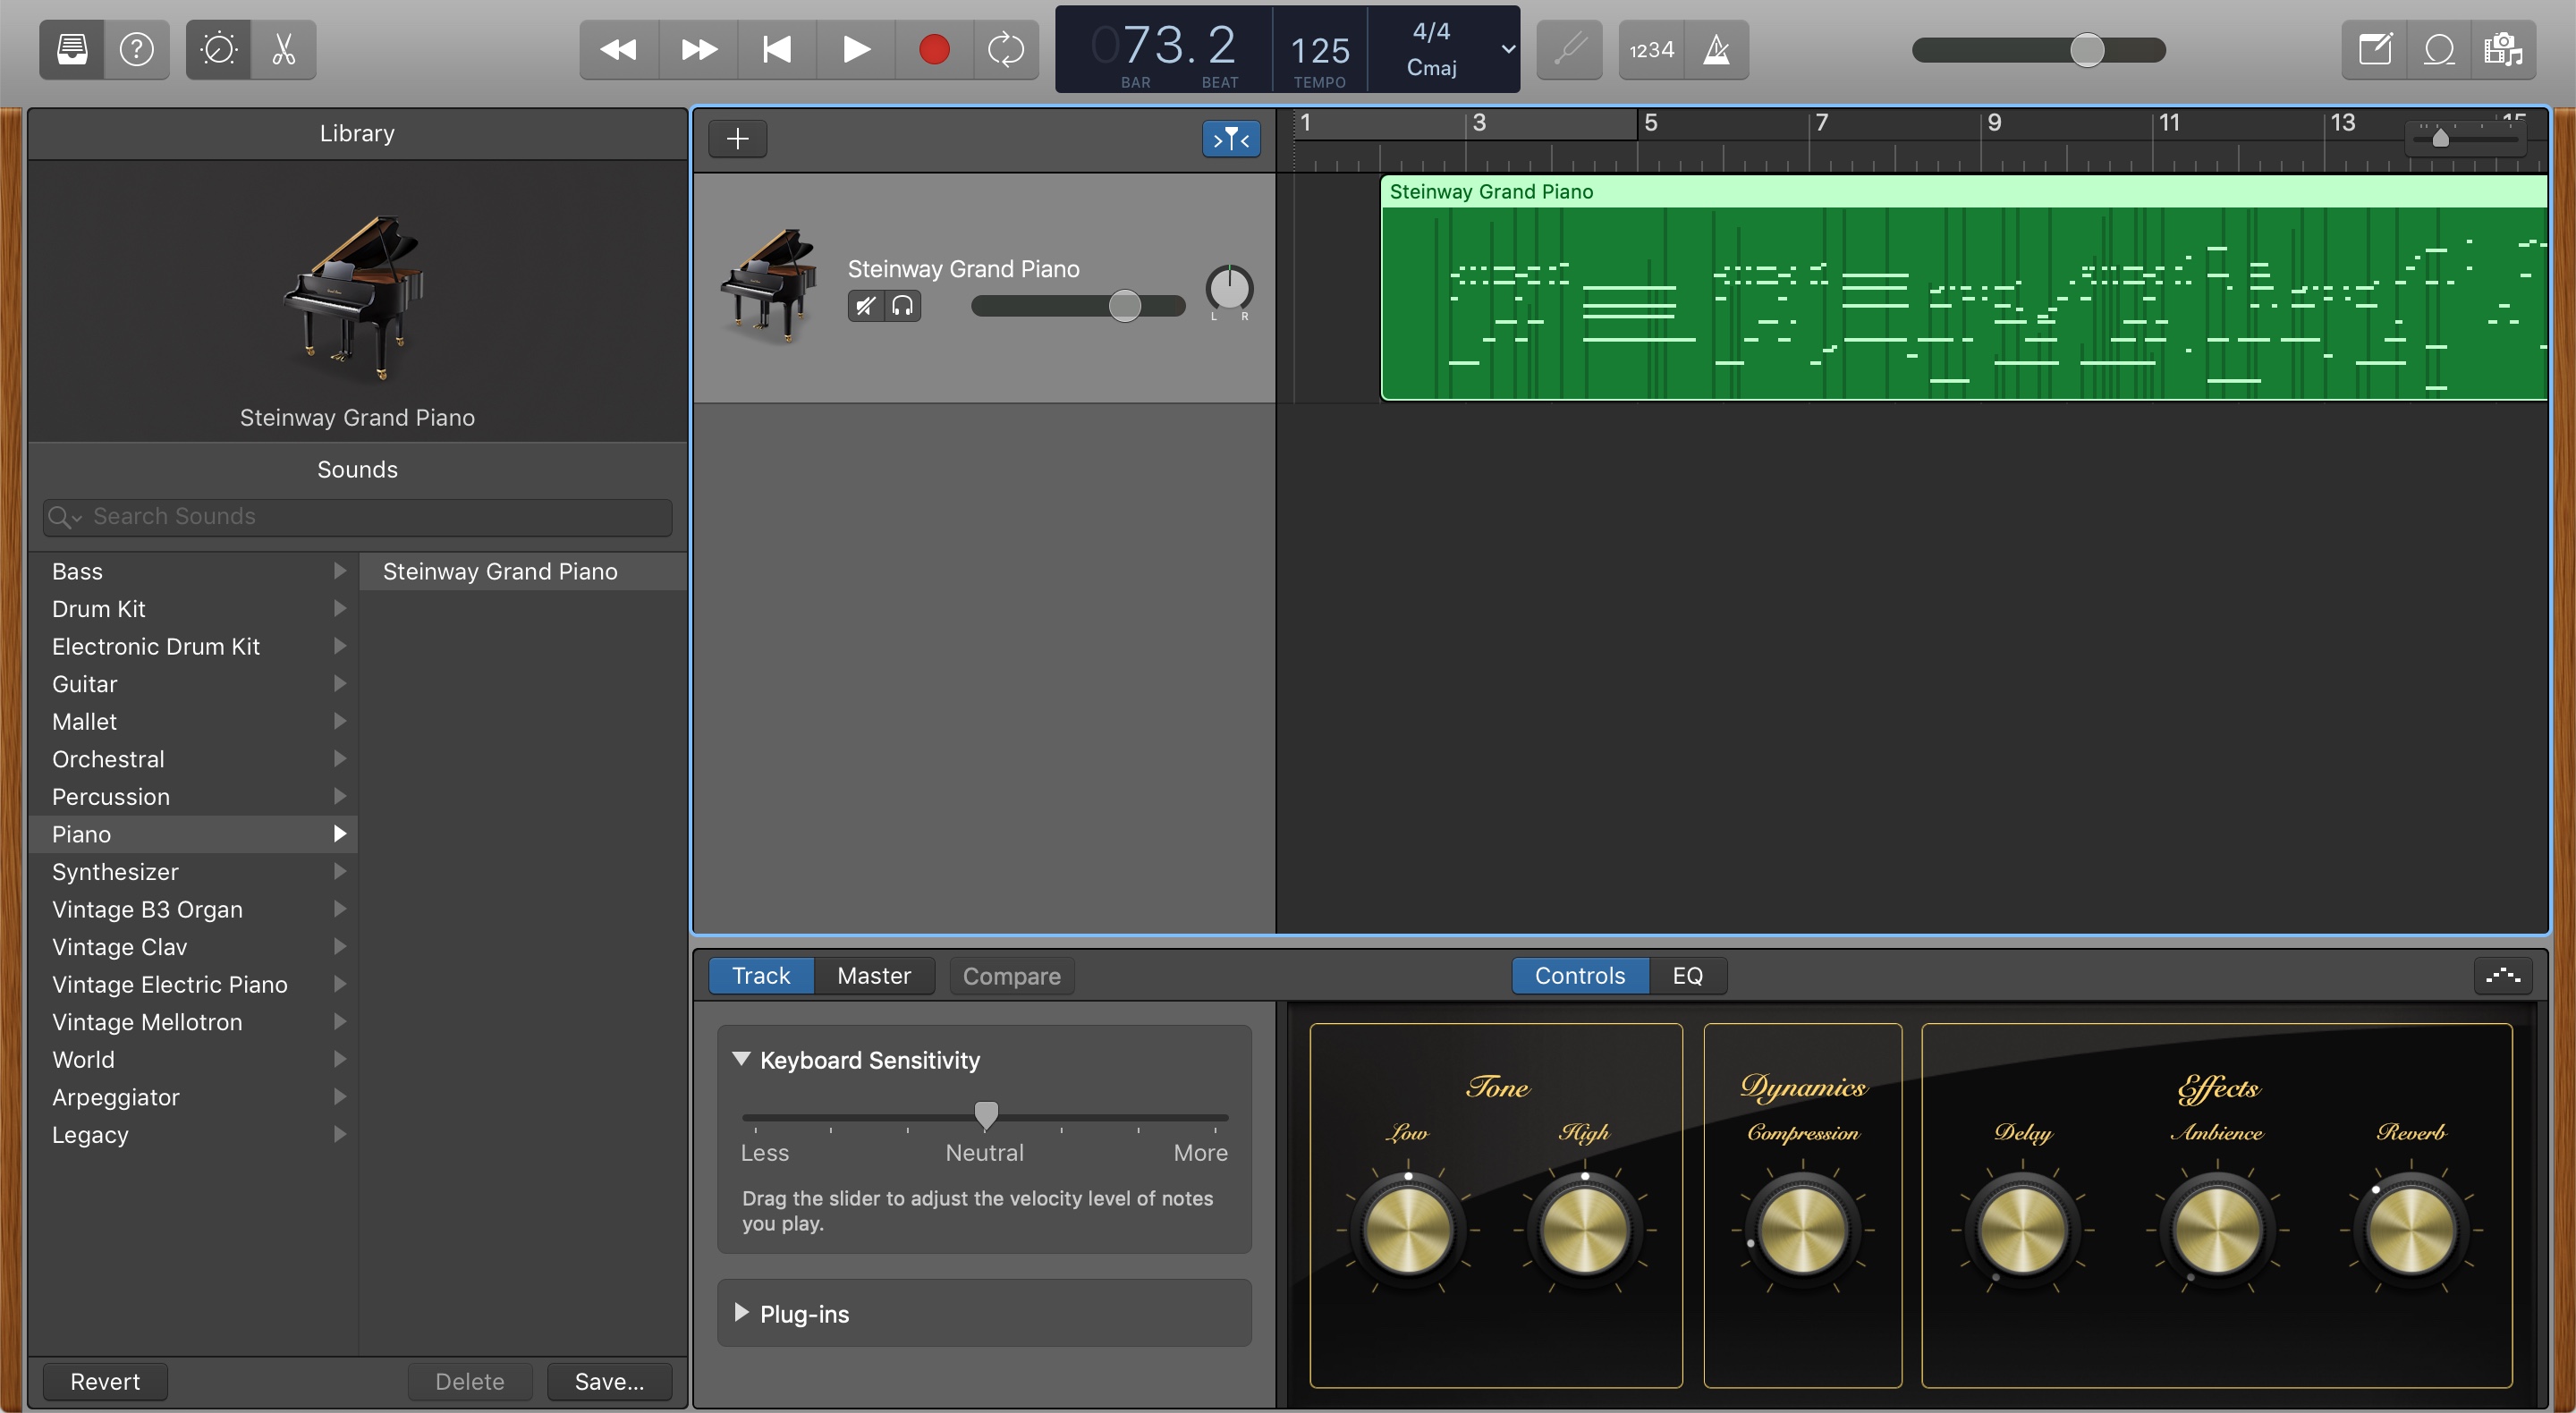 073. 2
BAR
BEAT
125
TEMPO
4/4
Cmaj
1234
Library
Steinway Grand Piano
Sounds
Search Sounds
Bass
Drum Kit
Electronic Drum Kit
Guitar
Mallet
Orchestral
Percussion
Piano
Synthesizer
Vintage B3 Organ
Vintage Clav
Vintage Electric Piano
Vintage Mellotron
World
Arpeggiator
Legacy
Steinway Grand Piano
Revert
Delete
Save...
1 3 5 7 9 11 13 15
Steinway Grand Piano
L R
Steinway Grand Piano
Track
Master
Compare
Controls
EQ
Keyboard Sensitivity
Less
Neutral
More
Drag the slider to adjust the velocity level of notes
you play.
Plug-ins
Tone
Low
High
Dynamics
Compression
Effects
Delay
Ambience
Reverb